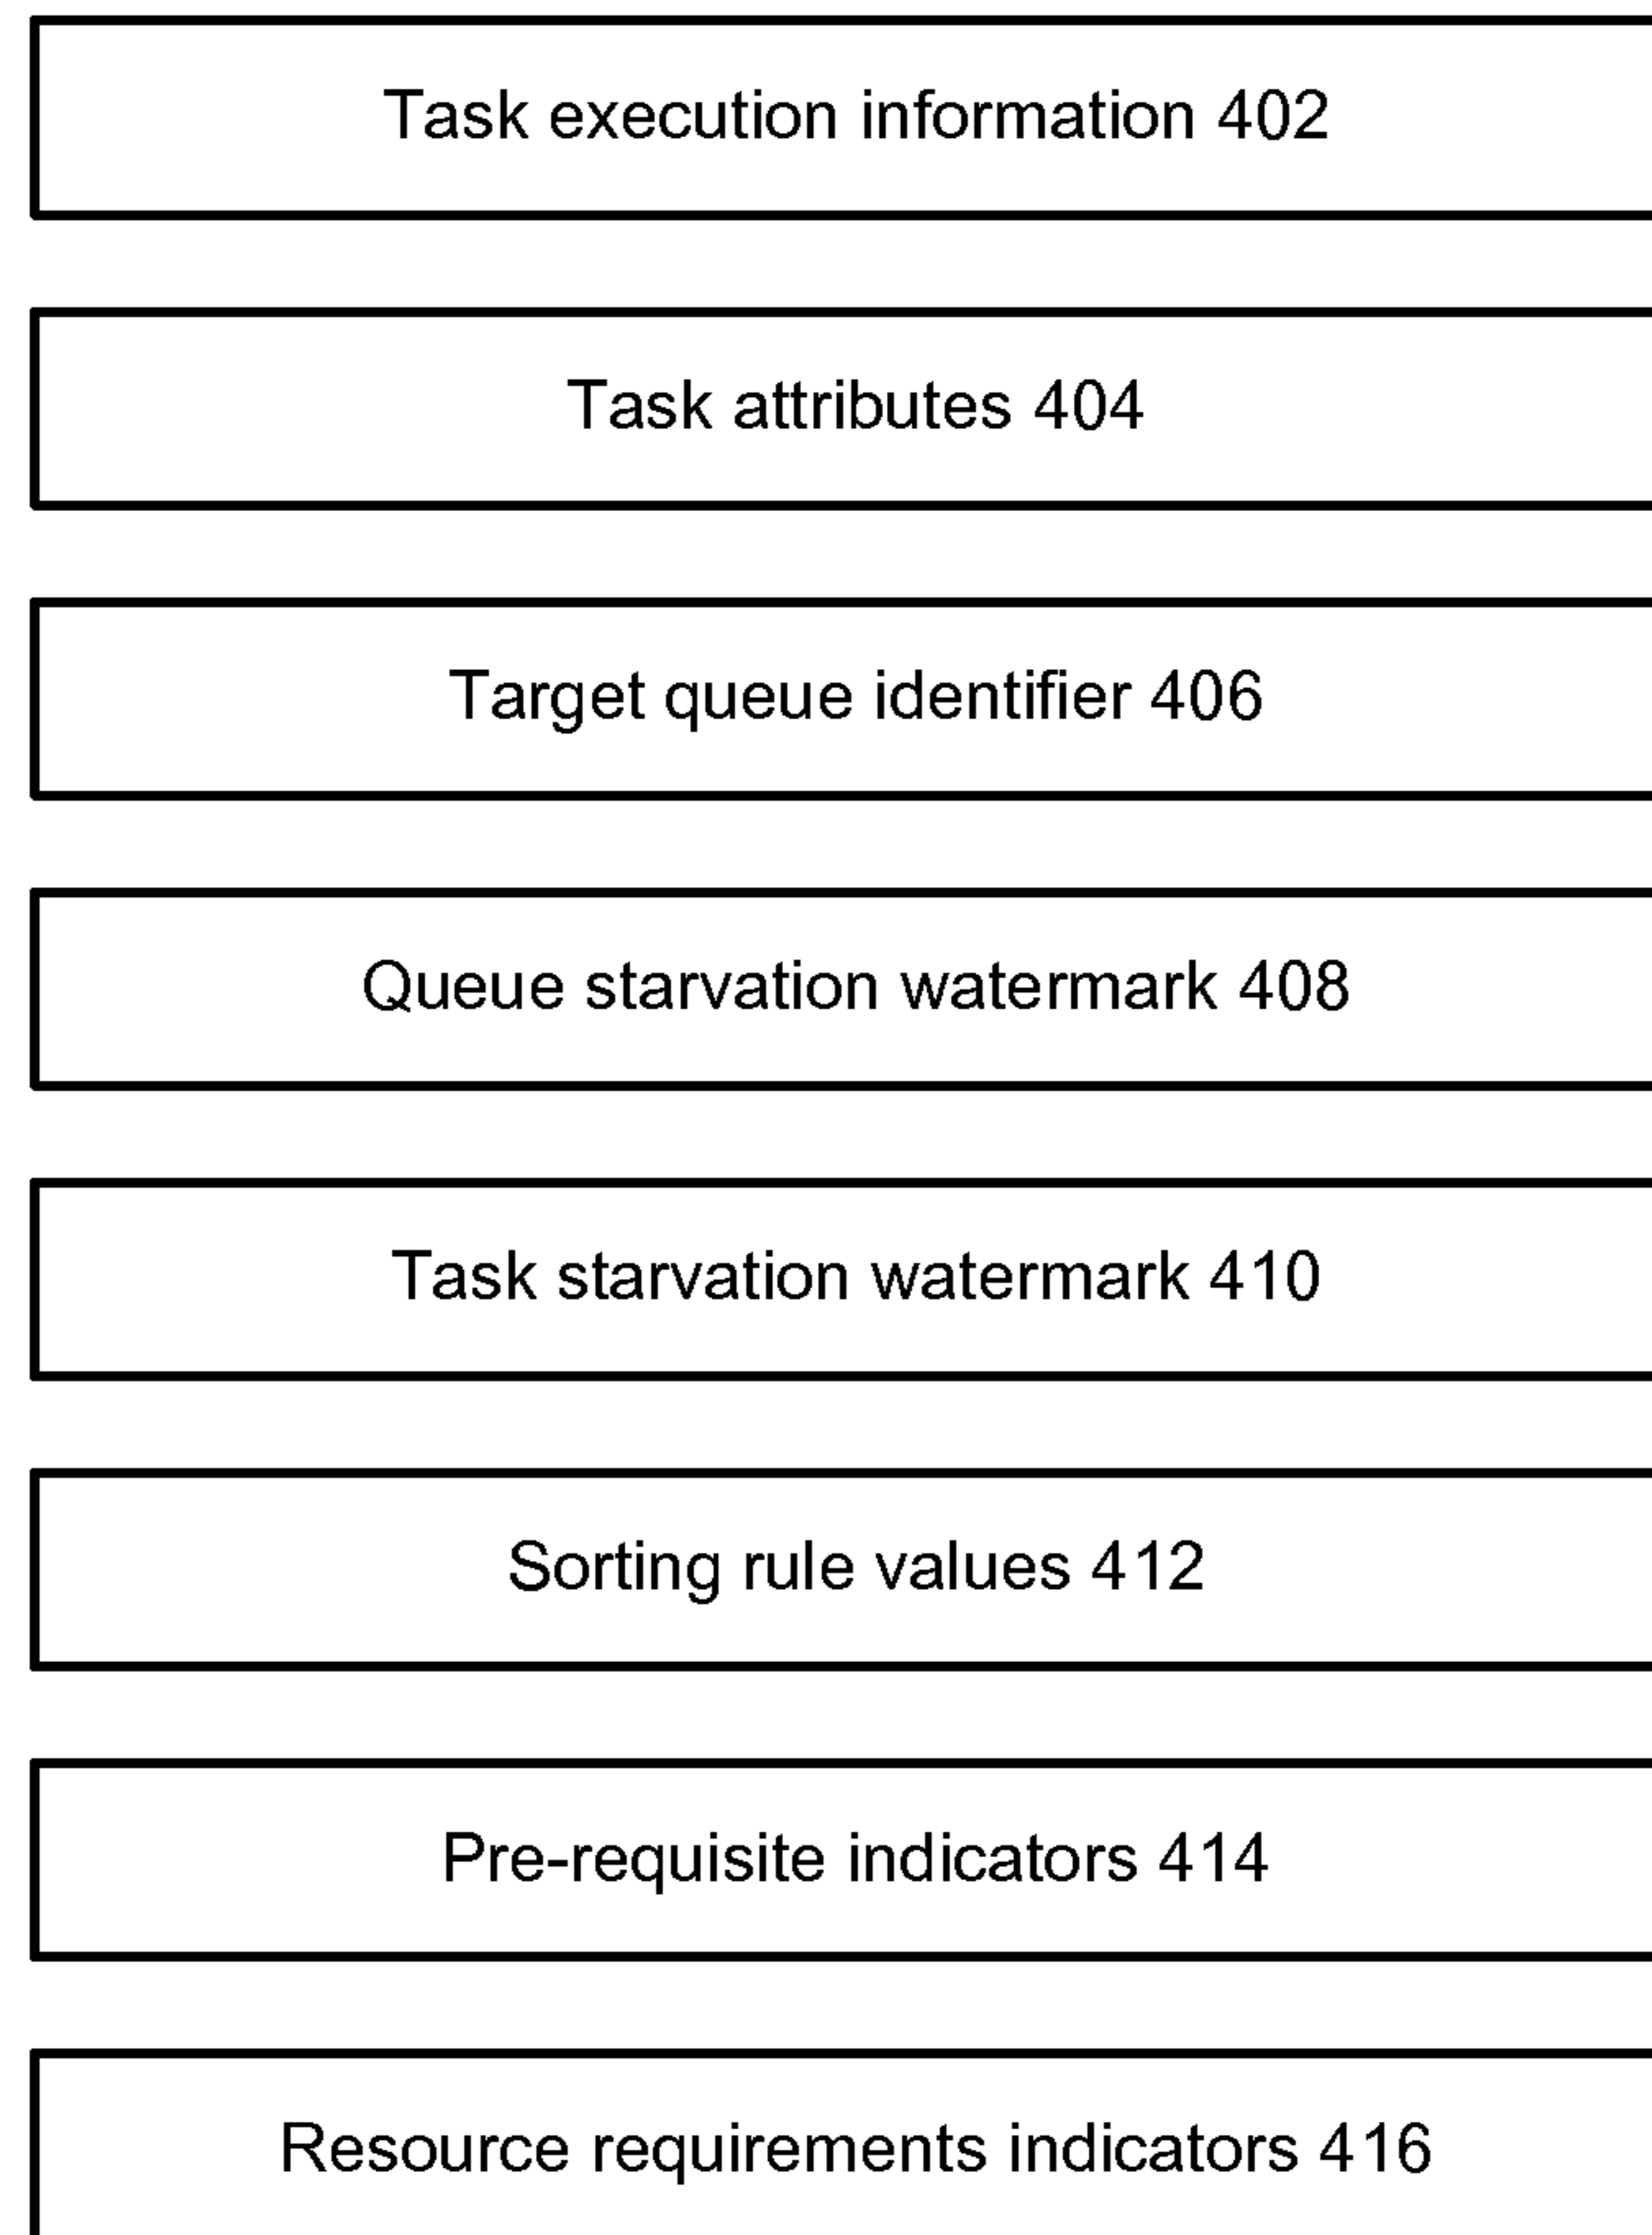 Task execution information 402
Task attributes 404
Target queue identifier 406
Queue starvation watermark 408
Task starvation watermark 410
Sorting rule values 412
Pre-requisite indicators 414
Resource requirements indicators 416